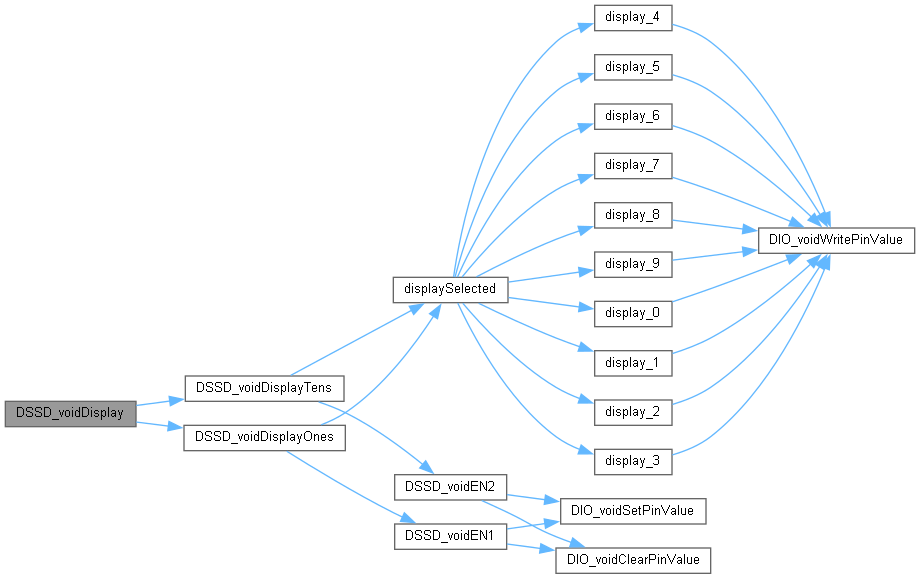 display_4
display_5
display_6
display_7
display_8
DIO_voidWritePinValue
display_9
displaySelected
display_0
display_1
DSSD_voidDisplayTens
DSSD_voidDisplay
display_2
DSSD_voidDisplayOnes
display_3
DSSD_voidEN2
DIO_voidSetPinValue
DSSD_voidEN1
DIO_voidClearPinValue